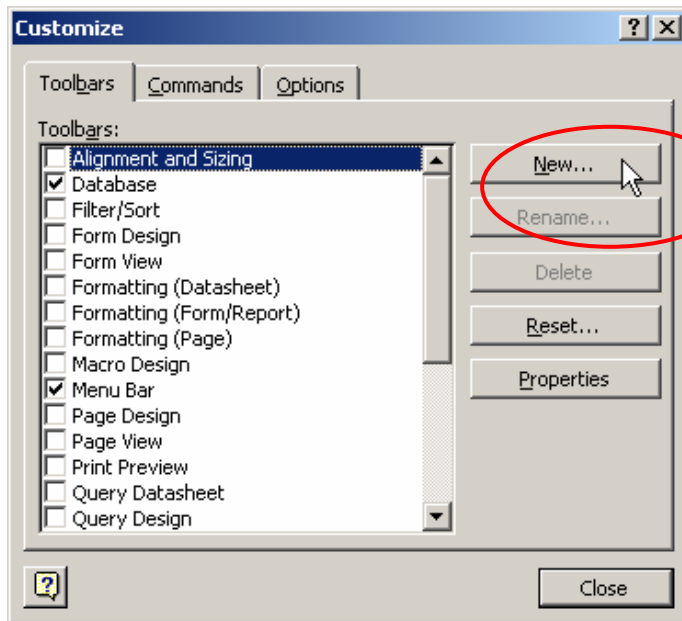 Customize
Toolbars Commands Options
Toolbars:
Alignment and Sizing
Database
Filter/Sort
Form Design
Form View
Formatting (Datasheet)
Formatting (Form/Report)
Formatting (Page)
Macro Design
Menu Bar
Page Design
Page View
Print Preview
Query Datasheet
Query Design
New...
Rename...
Delete
Reset...
Properties
Close